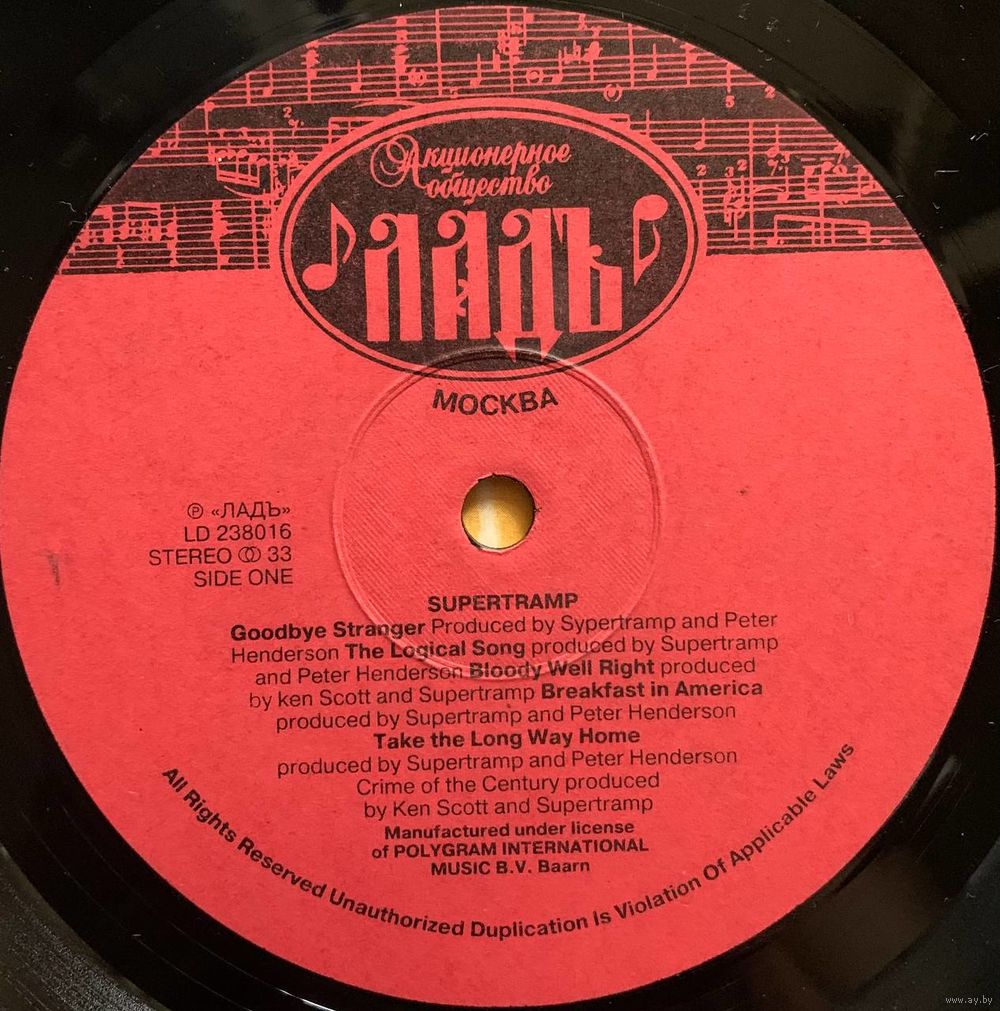 Акционерное
общество
ЛАДЪ
МОСКВА
℗ «ЛАДЪ»
LD 238016
STEREO 33
SIDE ONE
SUPERTRAMP
Goodbye Stranger Produced by Sypertramp and Peter
Henderson The Logical Song produced by Supertramp
and Peter Henderson Bloody Well Right produced
by ken Scott and Supertramp Breakfast in America
produced by Supertramp and Peter Henderson
Take the Long Way Home
produced by Supertramp and Peter Henderson
Crime of the Century produced
by Ken Scott and Supertramp
Manufactured under license
of POLYGRAM INTERNATIONAL
MUSIC B.V. Baarn
All Rights Reserved Unauthorized Duplication Is Violation Of Applicable Laws
www.ay.by